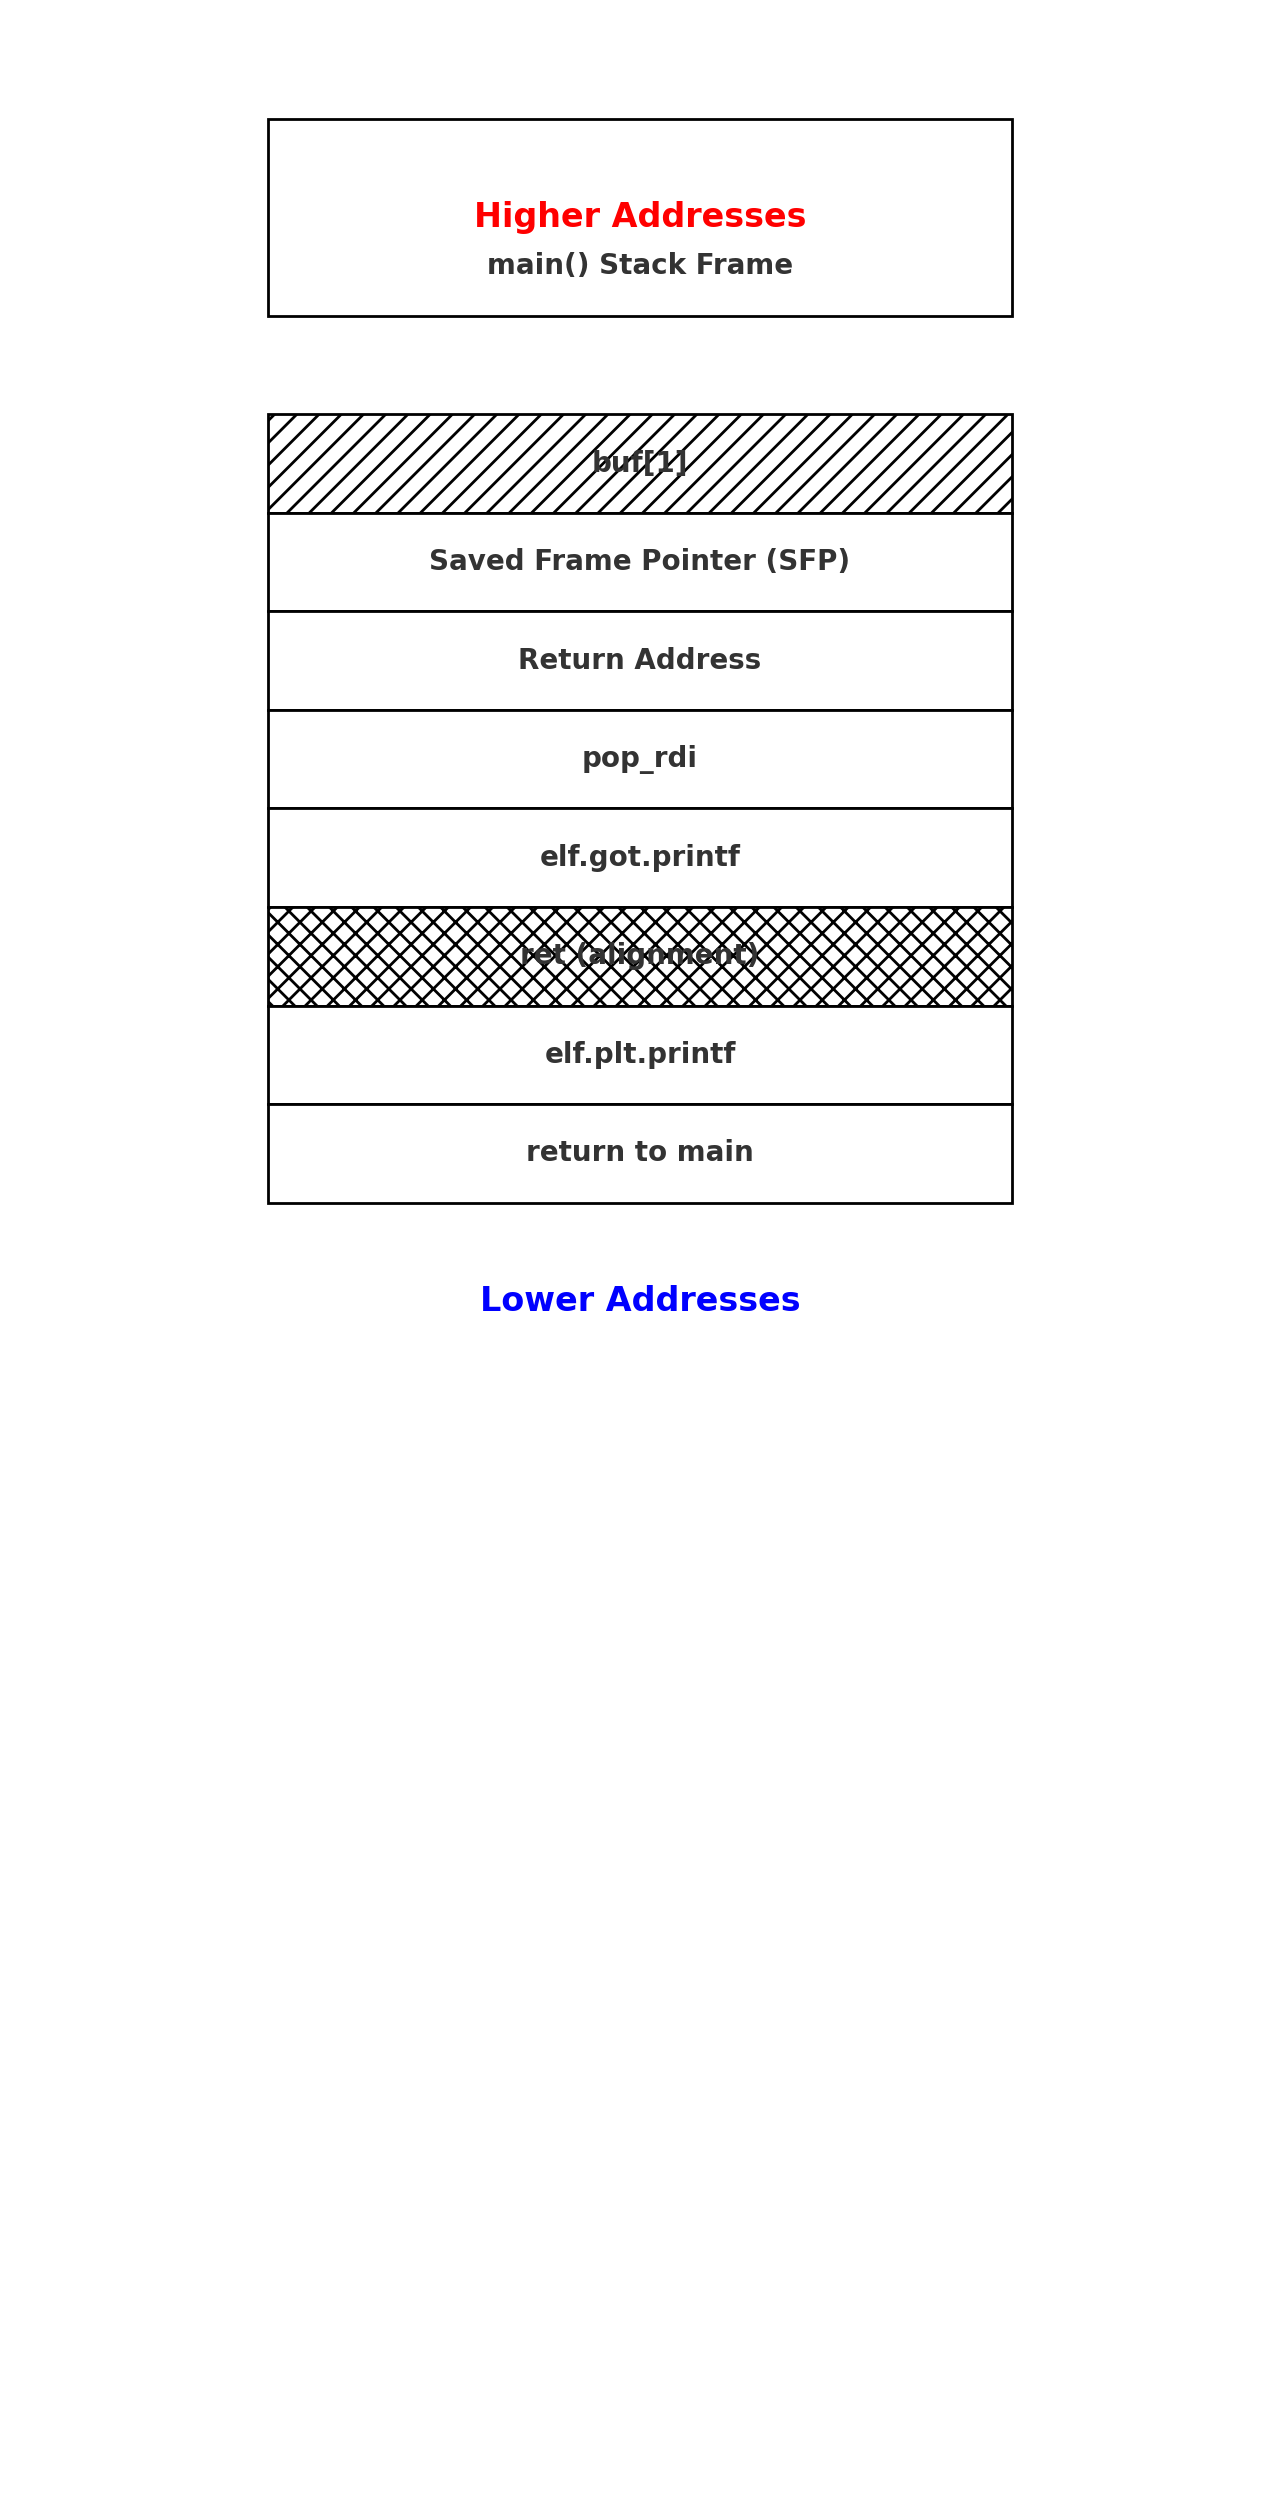 Higher Addresses
main() Stack Frame
buf[1]
Saved Frame Pointer (SFP)
Return Address
pop_rdi
elf.got.printf
ret (alignment)
elf.plt.printf
return to main
Lower Addresses